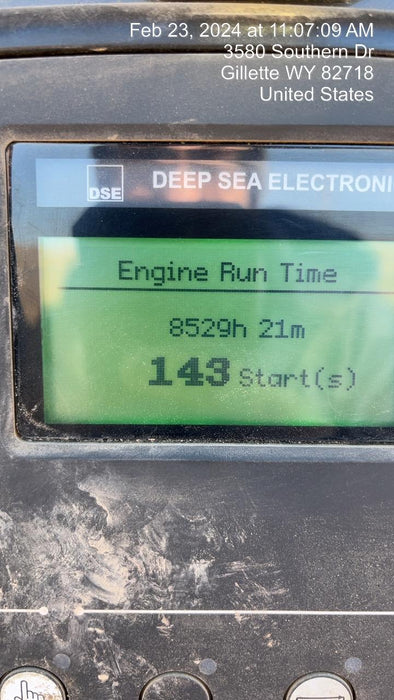 Feb 23, 2024 at 11:07:09 AM
3580 Southern Dr
Gillette WY 82718
United States
DSE DEEP SEA ELECTRONI
Engine Run Time
8529h 21m
143 Start(s)